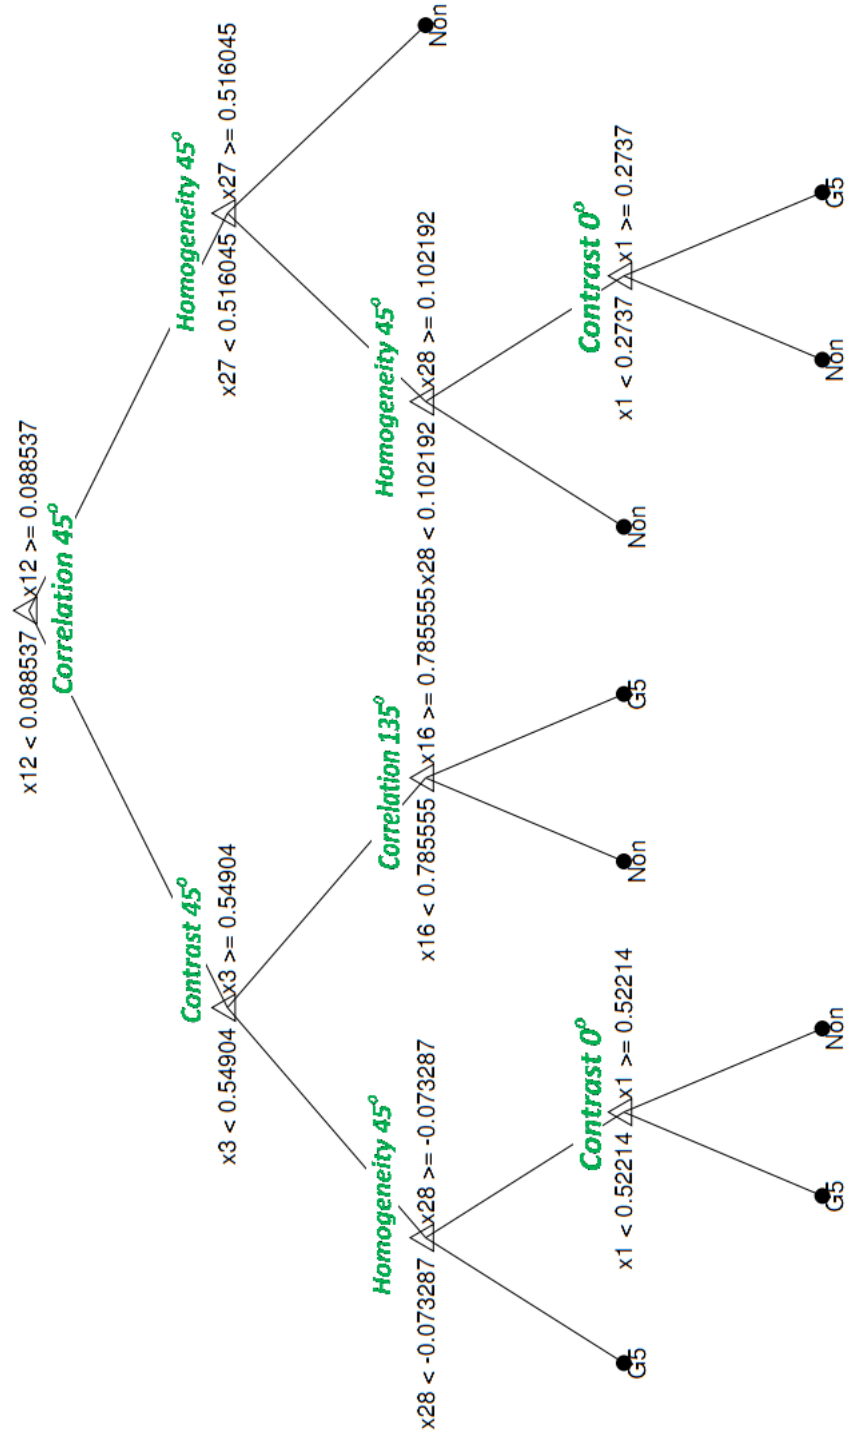 x12 < 0.088537 x12 >= 0.088537
Correlation 45°
Contrast 45°
Homogeneity 45°
x3 < 0.54904 x3 >= 0.54904
x27 < 0.516045 x27 >= 0.516045
Homogeneity 45°
Correlation 135°
Homogeneity 45°
x28 < -0.073287 x28 >= -0.073287
x16 < 0.785555 x16 >= 0.785555
x28 < 0.102192 x28 >= 0.102192
Non
Contrast 0°
Contrast 0°
G5
x1 < 0.52214 x1 >= 0.52214
Non
G5
Non
x1 < 0.2737 x1 >= 0.2737
G5
Non
Non
G5